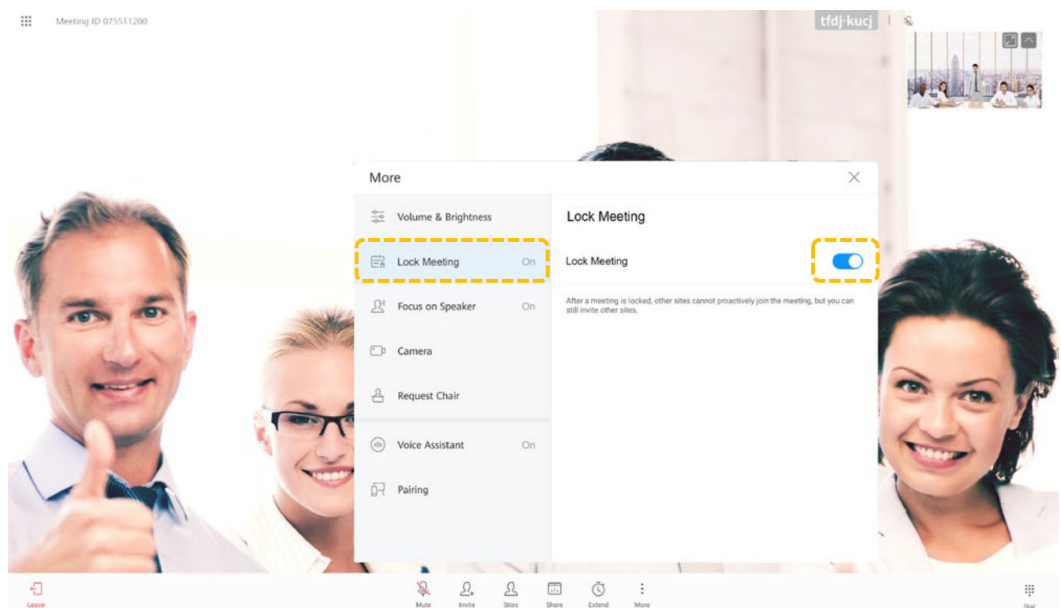 Meeting ID 075511200
tfdj-kucj
More
Volume & Brightness
Lock Meeting
On
Focus on Speaker
On
Camera
Request Chair
Voice Assistant
On
Pairing
Lock Meeting
Lock Meeting
After a meeting is locked, other sites cannot proactively join the meeting, but you can
still invite other sites.
Leave
Mute
Invite
Sites
Share
Extend
More